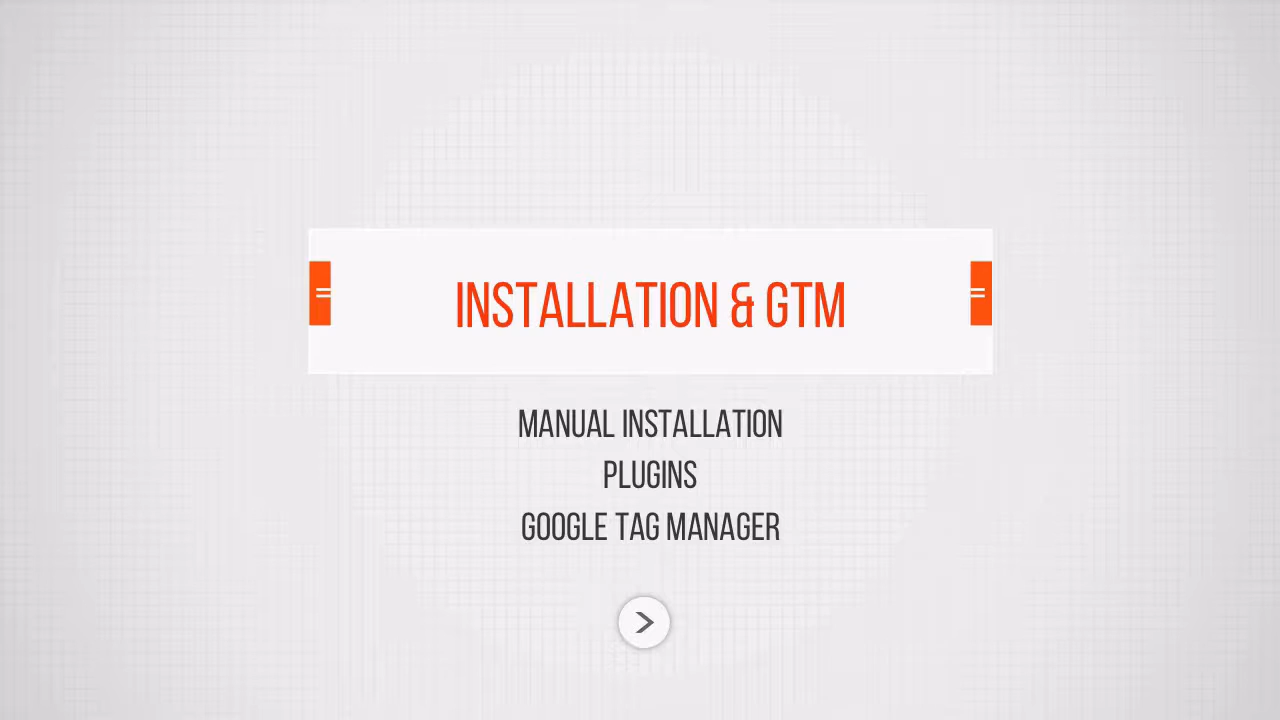 INSTALLATION & GTM
MANUAL INSTALLATION
PLUGINS
GOOGLE TAG MANAGER